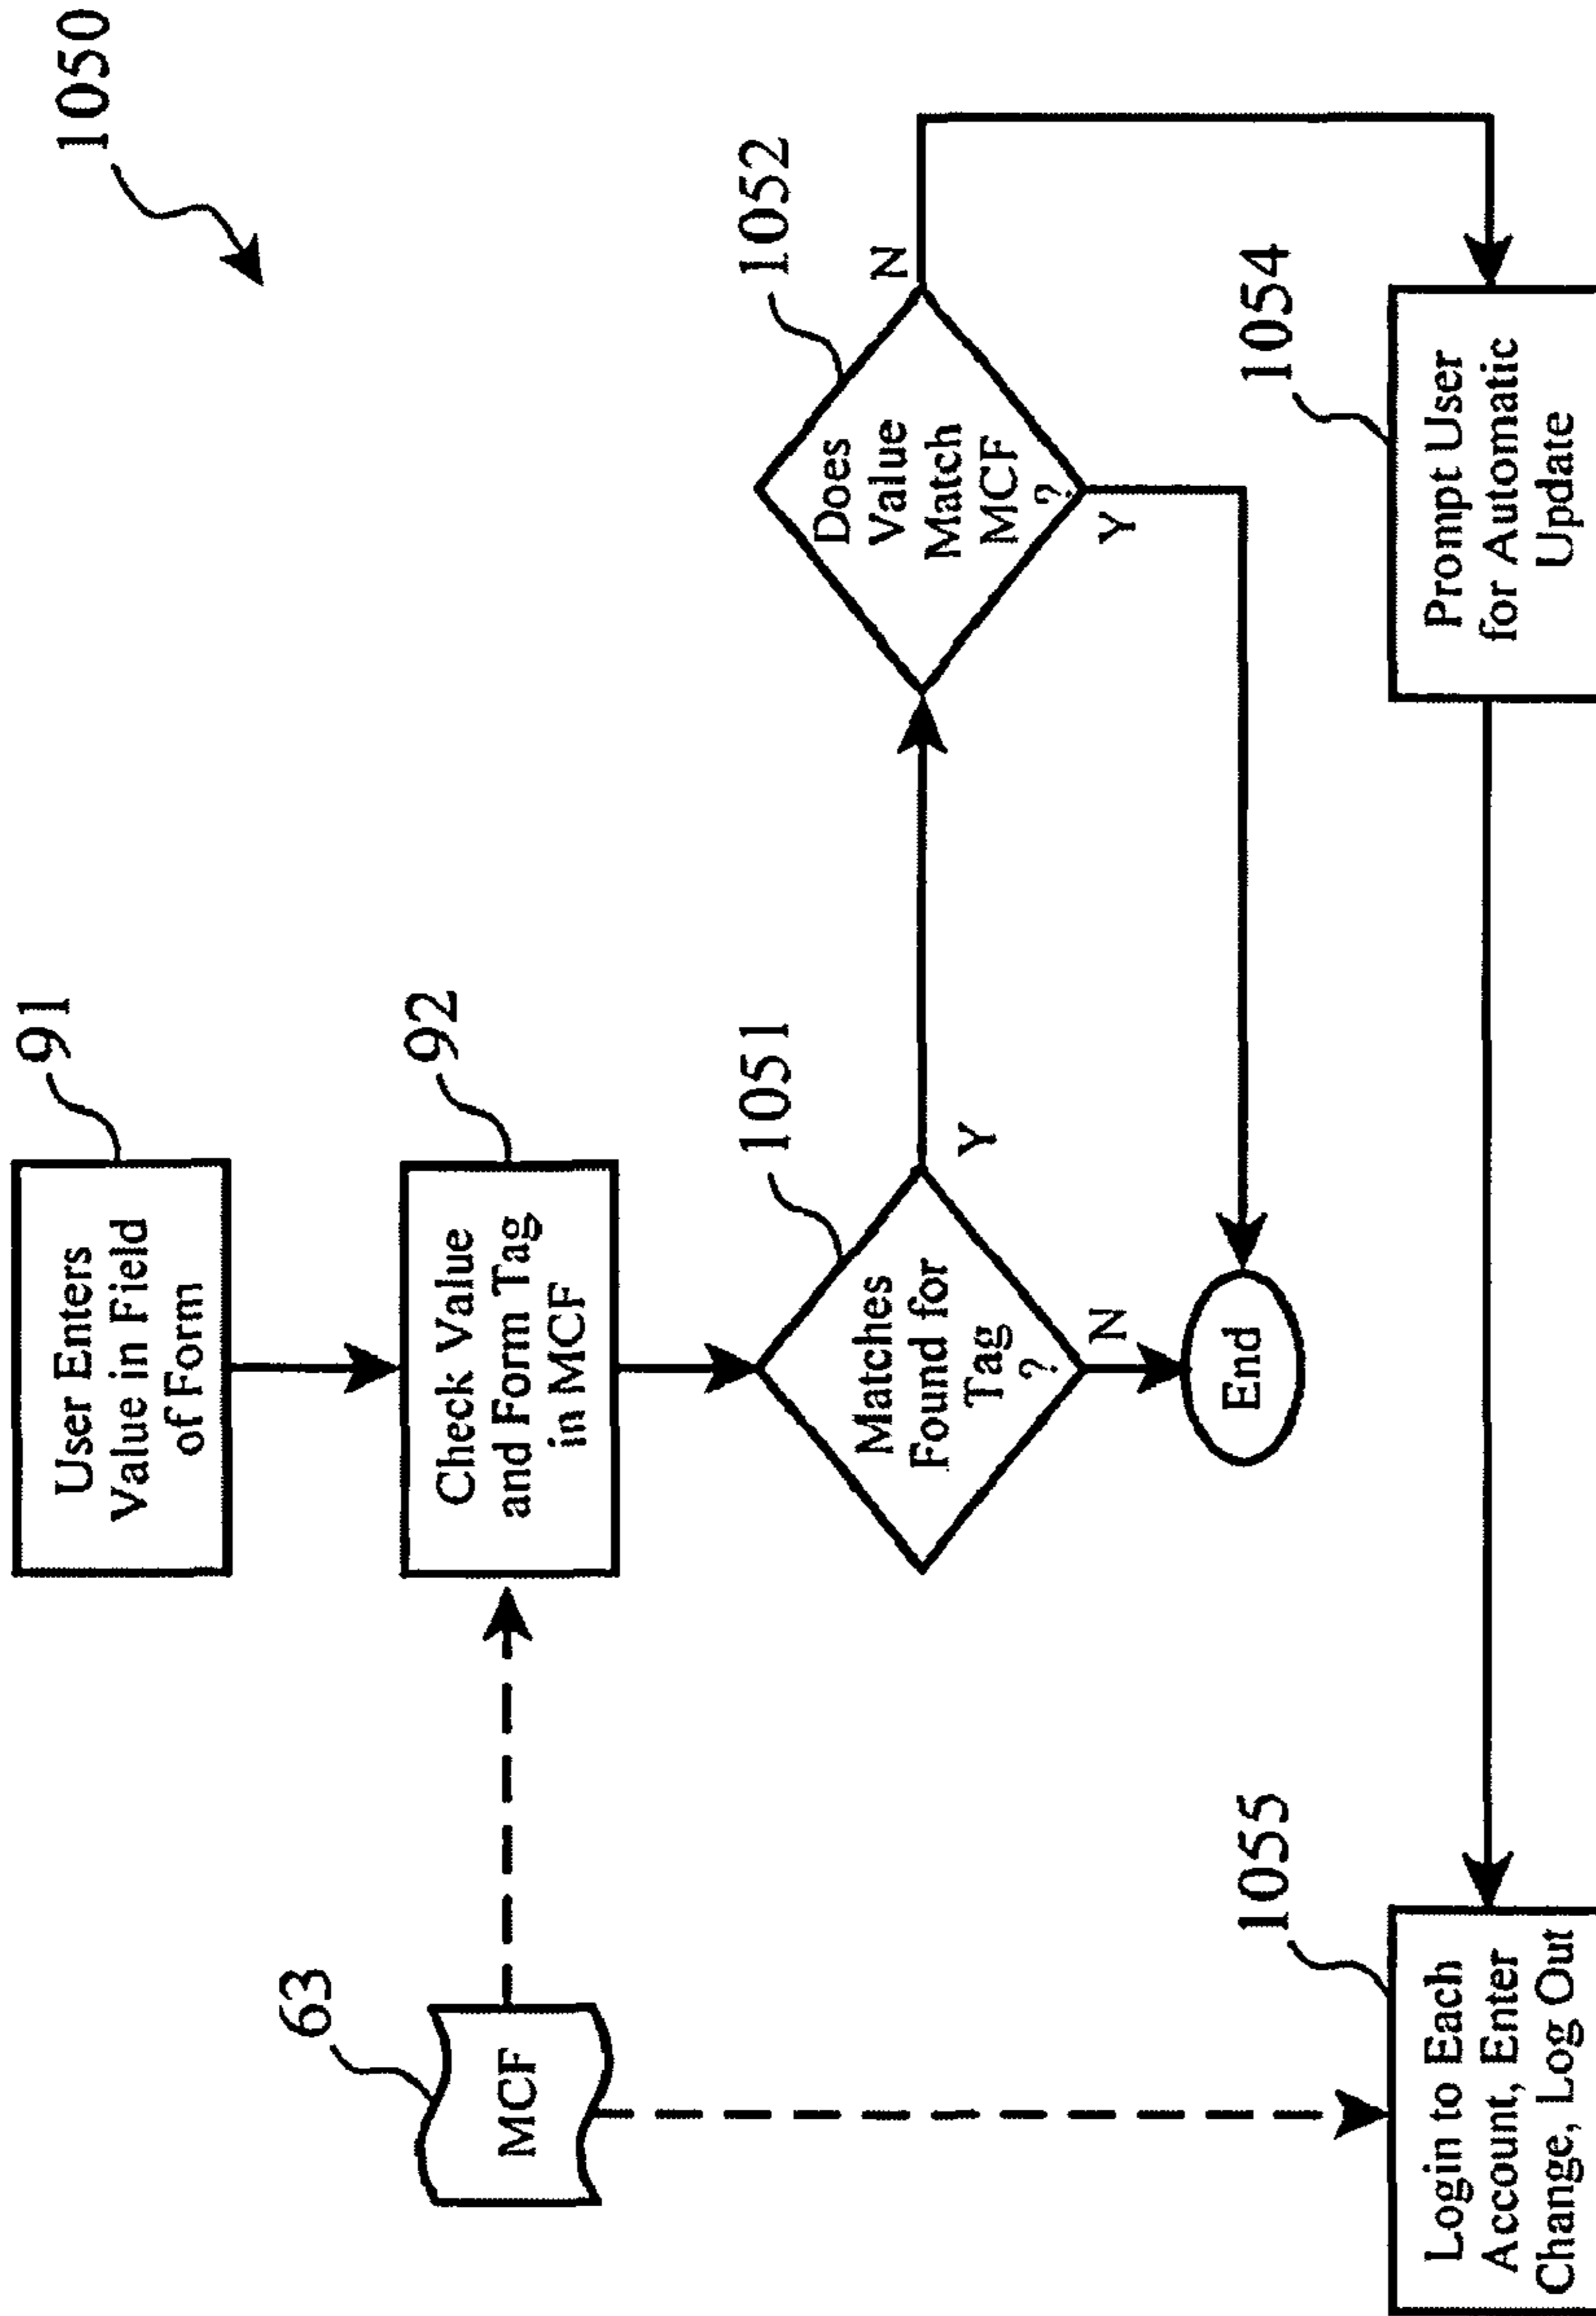 1050
91
User Enters
Value in Field
of Form
92
Check Value
and Form Tag
in MCF
63
MCF
1051
Matches
Found for
Tag
?
Y
N
1052
Does
Value
Match
MCF
?
N
Y
End
1054
Prompt User
for Automatic
Update
1055
Login to Each
Account, Enter
Change, Log Out